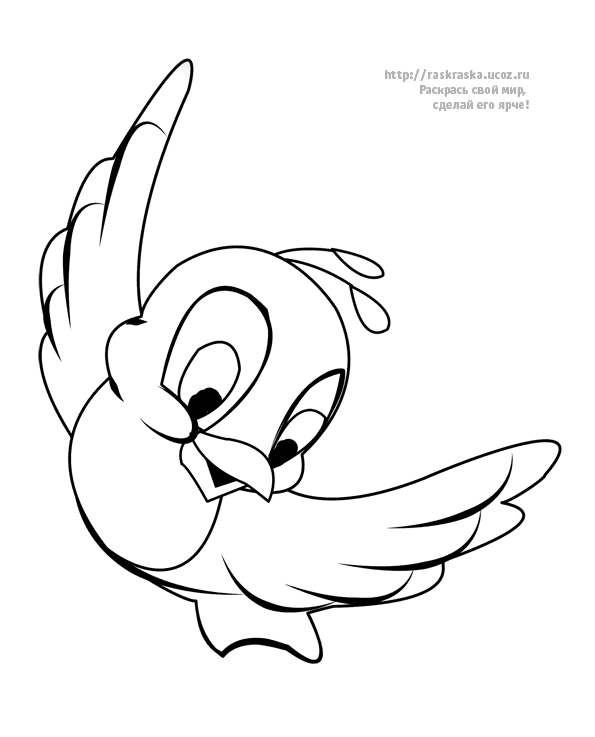 http://raskraska.ucoz.ru
Раскрась свой мир,
сделай его ярче!